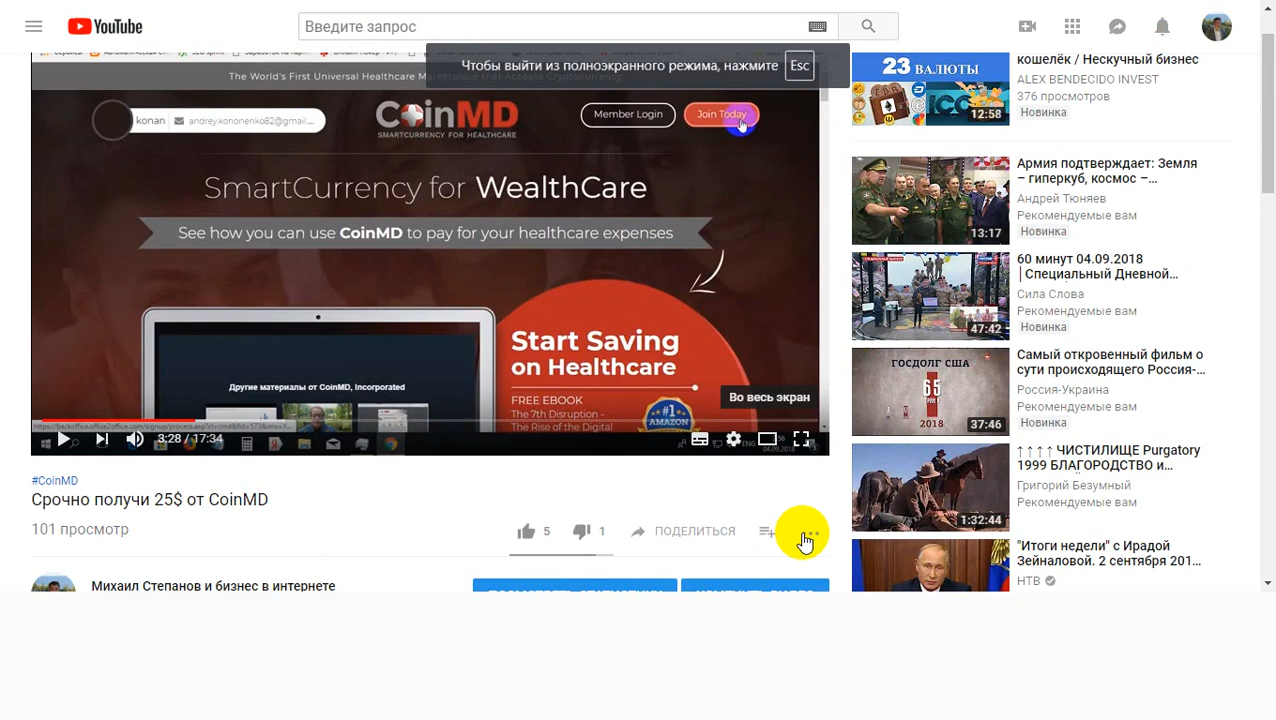 YouTube
Введите запрос
Чтобы выйти из полноэкранного режима, нажмите Esc
The World's First Universal Healthcare Marketplace that Accepts Cryptocurrency
konan
andrey.kononenko82@gmail...
CoinMD
SMARTCURRENCY FOR HEALTHCARE
Member Login
Join Today
SmartCurrency for WealthCare
See how you can use CoinMD to pay for your healthcare expenses
Start Saving
on Healthcare
FREE EBOOK
The 7th Disruption -
The Rise of the Digital
#1
AMAZON
Другие материалы от CoinMD, Incorporated
Во весь экран
3:28 / 17:34
04.09.2018
#CoinMD
Срочно получи 25$ от CoinMD
101 просмотр
5
1
ПОДЕЛИТЬСЯ
Михаил Степанов и бизнес в интернете
23 ВАЛЮТЫ
ICO
12:58
кошелёк / Нескучный бизнес
ALEX BENDECIDO INVEST
376 просмотров
Новинка
13:17
Армия подтверждает: Земля
– гиперкуб, космос –...
Андрей Тюняев
Рекомендуемые вам
Новинка
47:42
60 минут 04.09.2018
|Специальный Дневной...
Сила Слова
Рекомендуемые вам
Новинка
ГОСДОЛГ США
65
2018
37:46
Самый откровенный фильм о
сути происходящего Россия-...
Россия-Украина
Рекомендуемые вам
Новинка
1:32:44
↑ ↑ ↑ ↑ ЧИСТИЛИЩЕ Purgatory
1999 БЛАГОРОДСТВО и...
Григорий Безумный
Рекомендуемые вам
"Итоги недели" с Ирадой
Зейналовой. 2 сентября 201...
НТВ